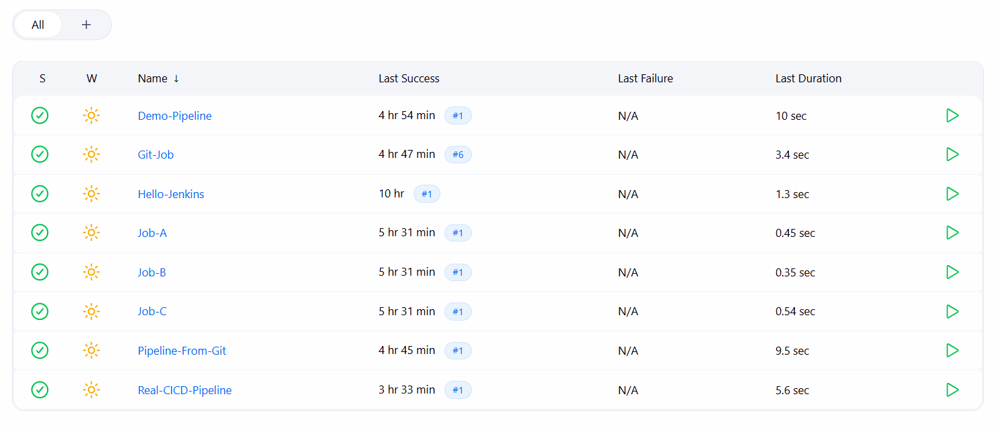 All +
S W Name ↓ Last Success Last Failure Last Duration
Demo-Pipeline 4 hr 54 min #1 N/A 10 sec
Git-Job 4 hr 47 min #6 N/A 3.4 sec
Hello-Jenkins 10 hr #1 N/A 1.3 sec
Job-A 5 hr 31 min #1 N/A 0.45 sec
Job-B 5 hr 31 min #1 N/A 0.35 sec
Job-C 5 hr 31 min #1 N/A 0.54 sec
Pipeline-From-Git 4 hr 45 min #1 N/A 9.5 sec
Real-CICD-Pipeline 3 hr 33 min #1 N/A 5.6 sec